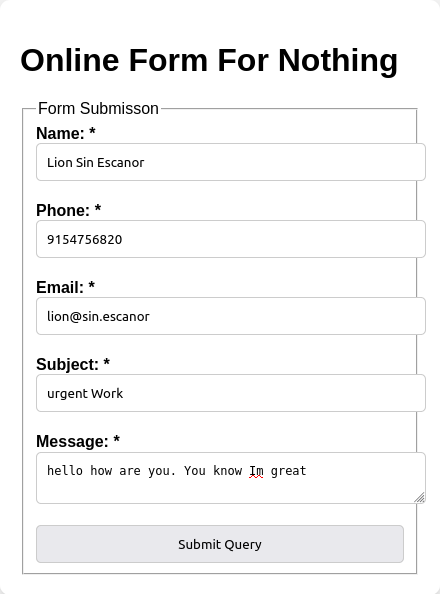 Online Form For Nothing
Form Submisson
Name: *
Lion Sin Escanor
Phone: *
9154756820
Email: *
lion@sin.escanor
Subject: *
urgent Work
Message: *
hello how are you. You know Im great
Submit Query